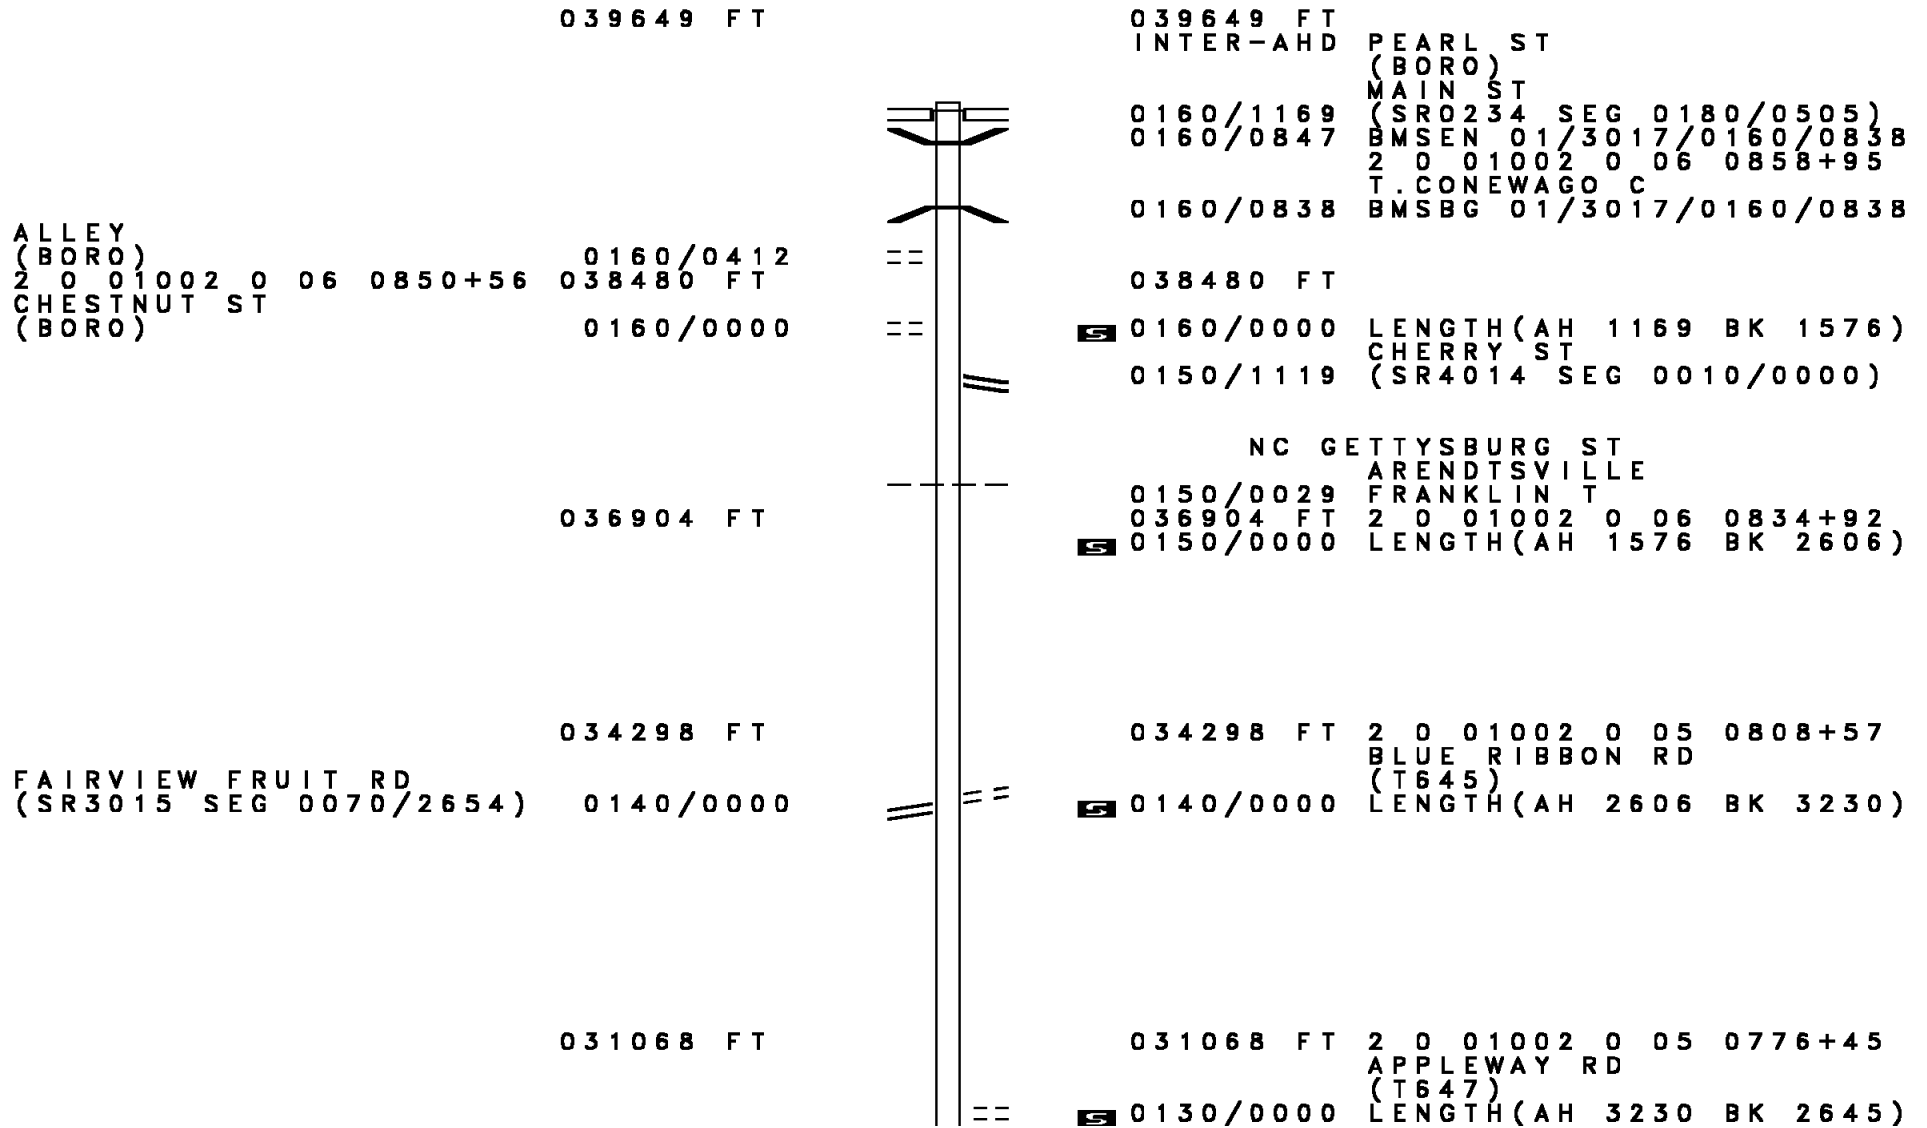 039649 FT 039649 FT
INTER-AHD PEARL ST
(BORO)
MAIN ST
0160/1169 (SR0234 SEG 0180/0505)
0160/0847 BMSEN 01/3017/0160/0838
2 0 01002 0 06 0858+95
T.CONEWAGO C
0160/0838 BMSBG 01/3017/0160/0838
ALLEY
(BORO) 0160/0412
2 0 01002 0 06 0850+56 038480 FT 038480 FT
CHESTNUT ST
(BORO) 0160/0000 S 0160/0000 LENGTH(AH 1169 BK 1576)
CHERRY ST
0150/1119 (SR4014 SEG 0010/0000)
NC GETTYSBURG ST
ARENDTSVILLE
0150/0029 FRANKLIN T
036904 FT 036904 FT 2 0 01002 0 06 0834+92
S 0150/0000 LENGTH(AH 1576 BK 2606)
034298 FT 034298 FT 2 0 01002 0 05 0808+57
BLUE RIBBON RD
FAIRVIEW FRUIT RD (T645)
(SR3015 SEG 0070/2654) 0140/0000 S 0140/0000 LENGTH(AH 2606 BK 3230)
031068 FT 031068 FT 2 0 01002 0 05 0776+45
APPLEWAY RD
(T647)
S 0130/0000 LENGTH(AH 3230 BK 2645)